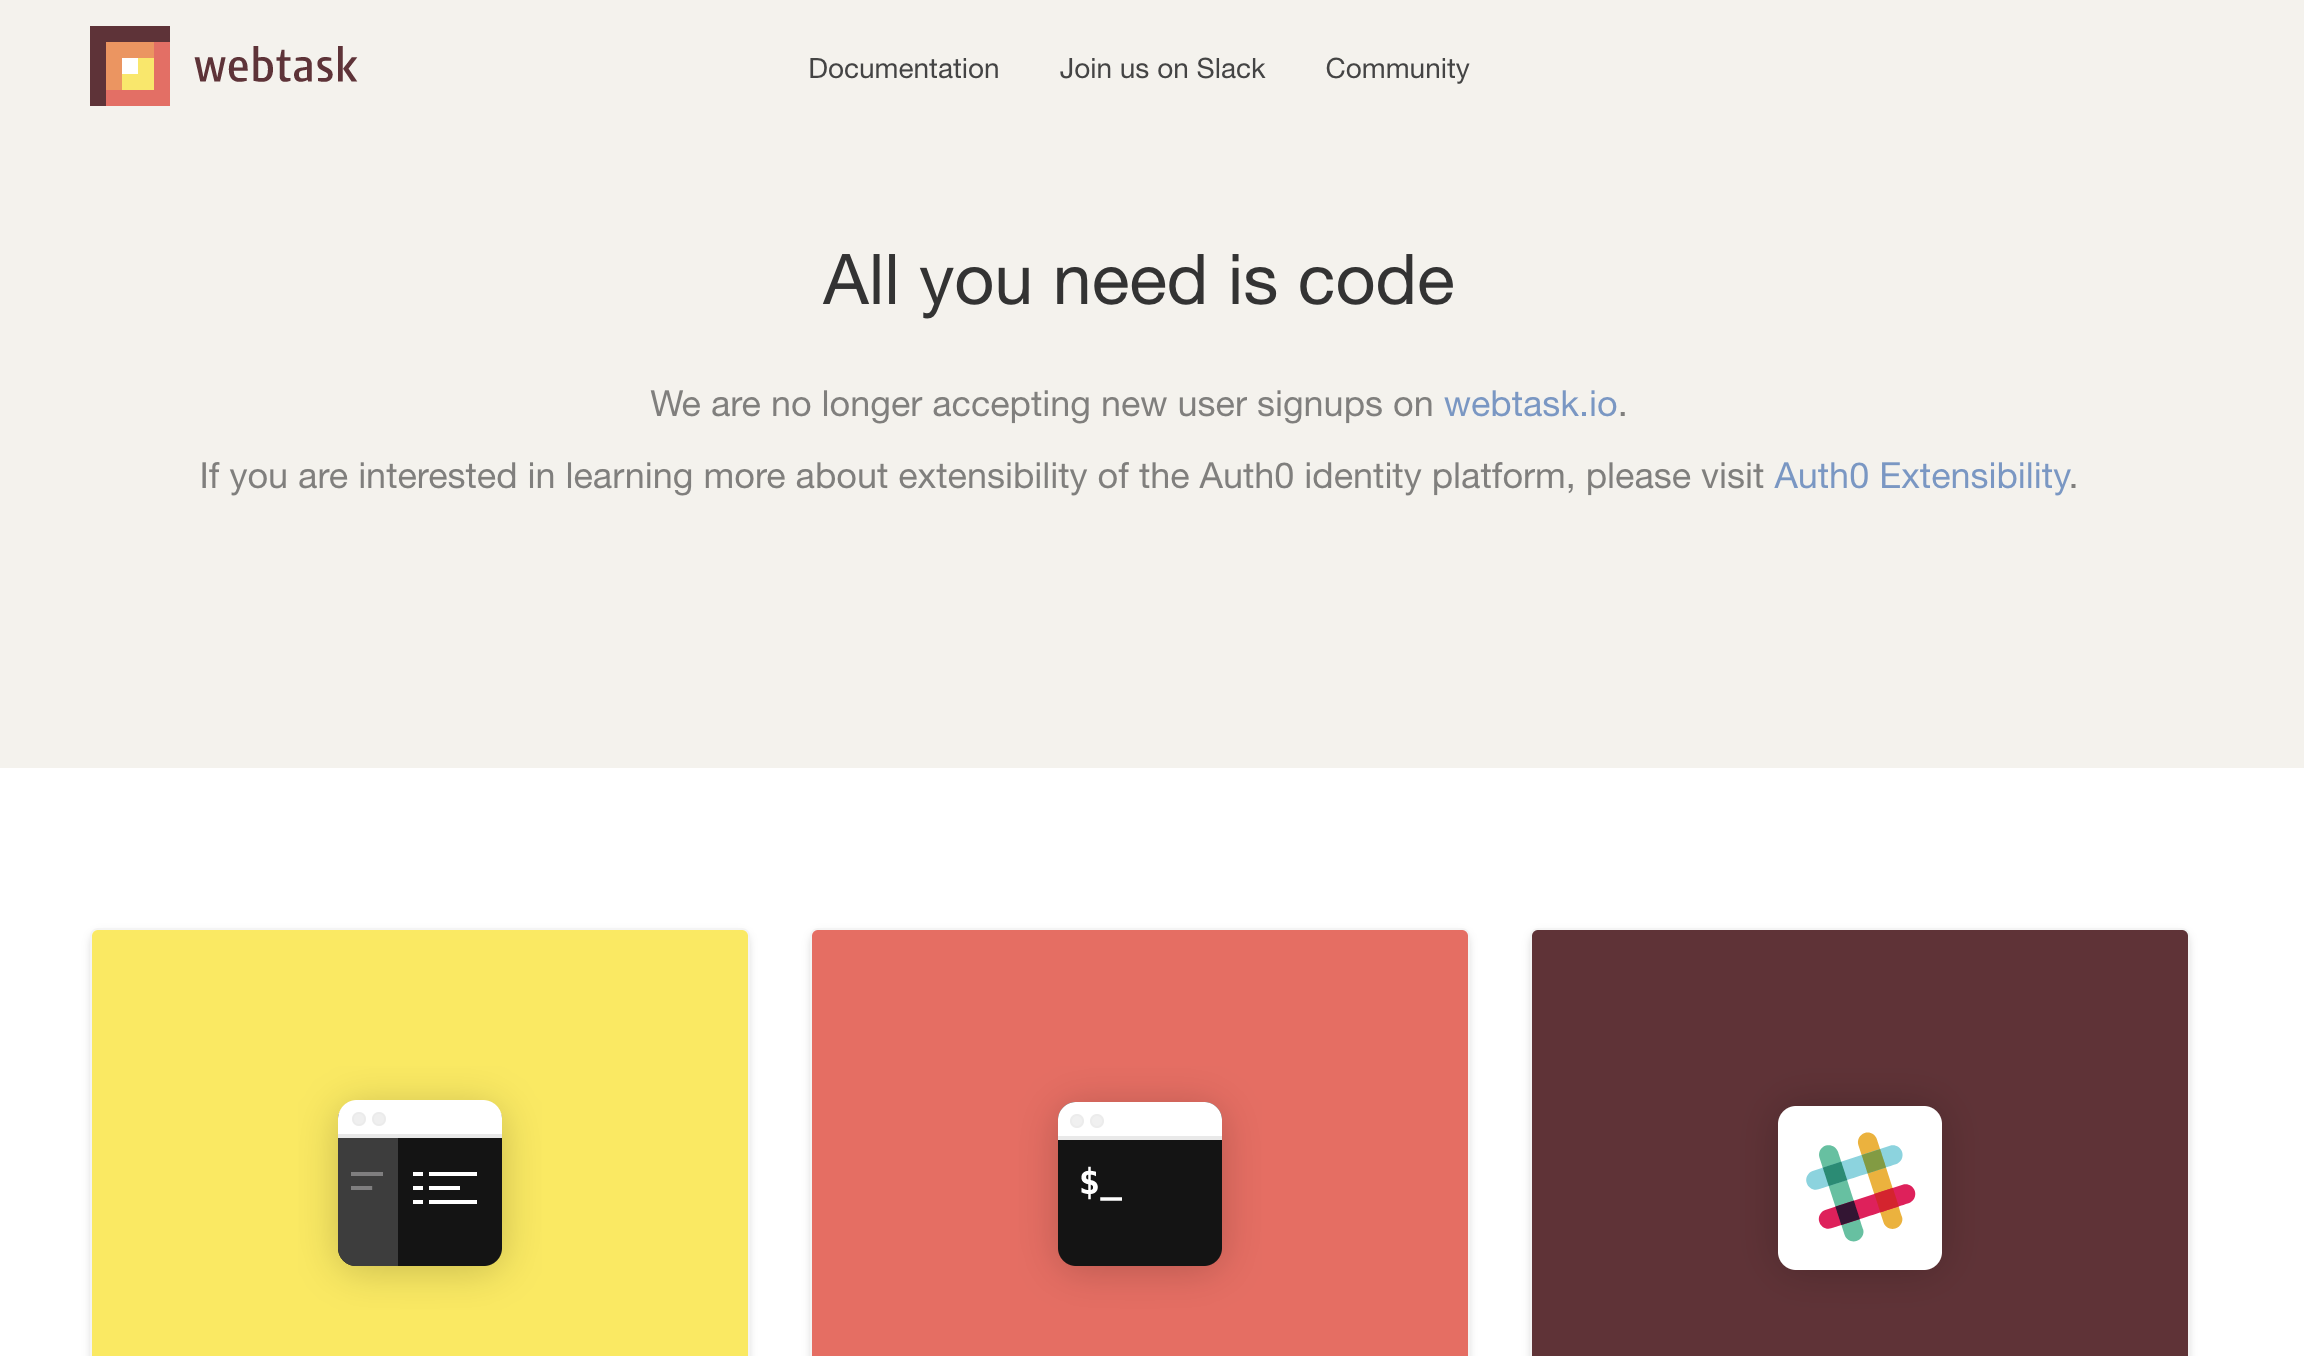 webtask
Documentation Join us on Slack Community
All you need is code
We are no longer accepting new user signups on webtask.io.
If you are interested in learning more about extensibility of the Auth0 identity platform, please visit Auth0 Extensibility.
$_